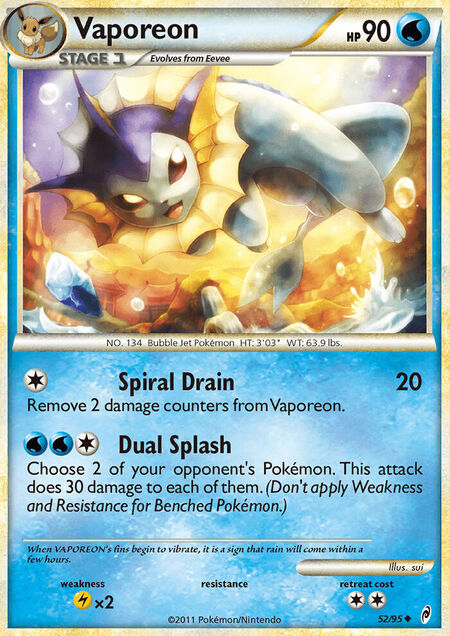 Vaporeon
HP 90
STAGE 1
Evolves from Eevee
NO. 134 Bubble Jet Pokémon HT: 3'03" WT: 63.9 lbs.
Spiral Drain 20
Remove 2 damage counters from Vaporeon.
Dual Splash
Choose 2 of your opponent's Pokémon. This attack
does 30 damage to each of them. (Don't apply Weakness
and Resistance for Benched Pokémon.)
When VAPOREON's fins begin to vibrate, it is a sign that rain will come within a
few hours.
Illus. sui
weakness resistance retreat cost
×2
©2011 Pokémon/Nintendo 52/95